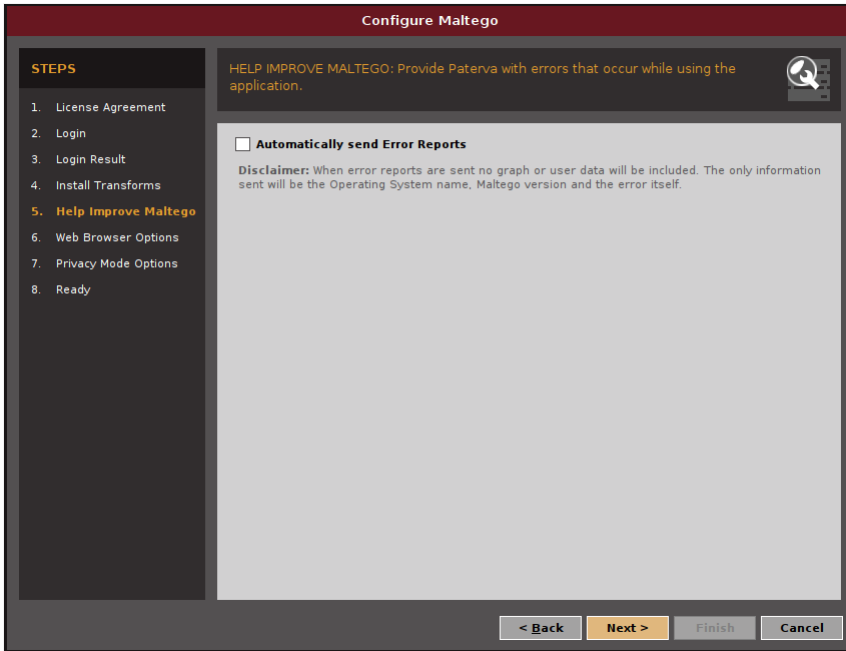 Configure Maltego
STEPS
1. License Agreement
2. Login
3. Login Result
4. Install Transforms
5. Help Improve Maltego
6. Web Browser Options
7. Privacy Mode Options
8. Ready
HELP IMPROVE MALTEGO: Provide Paterva with errors that occur while using the
application.
Automatically send Error Reports
Disclaimer: When error reports are sent no graph or user data will be included. The only information
sent will be the Operating System name, Maltego version and the error itself.
< Back
Next >
Finish
Cancel